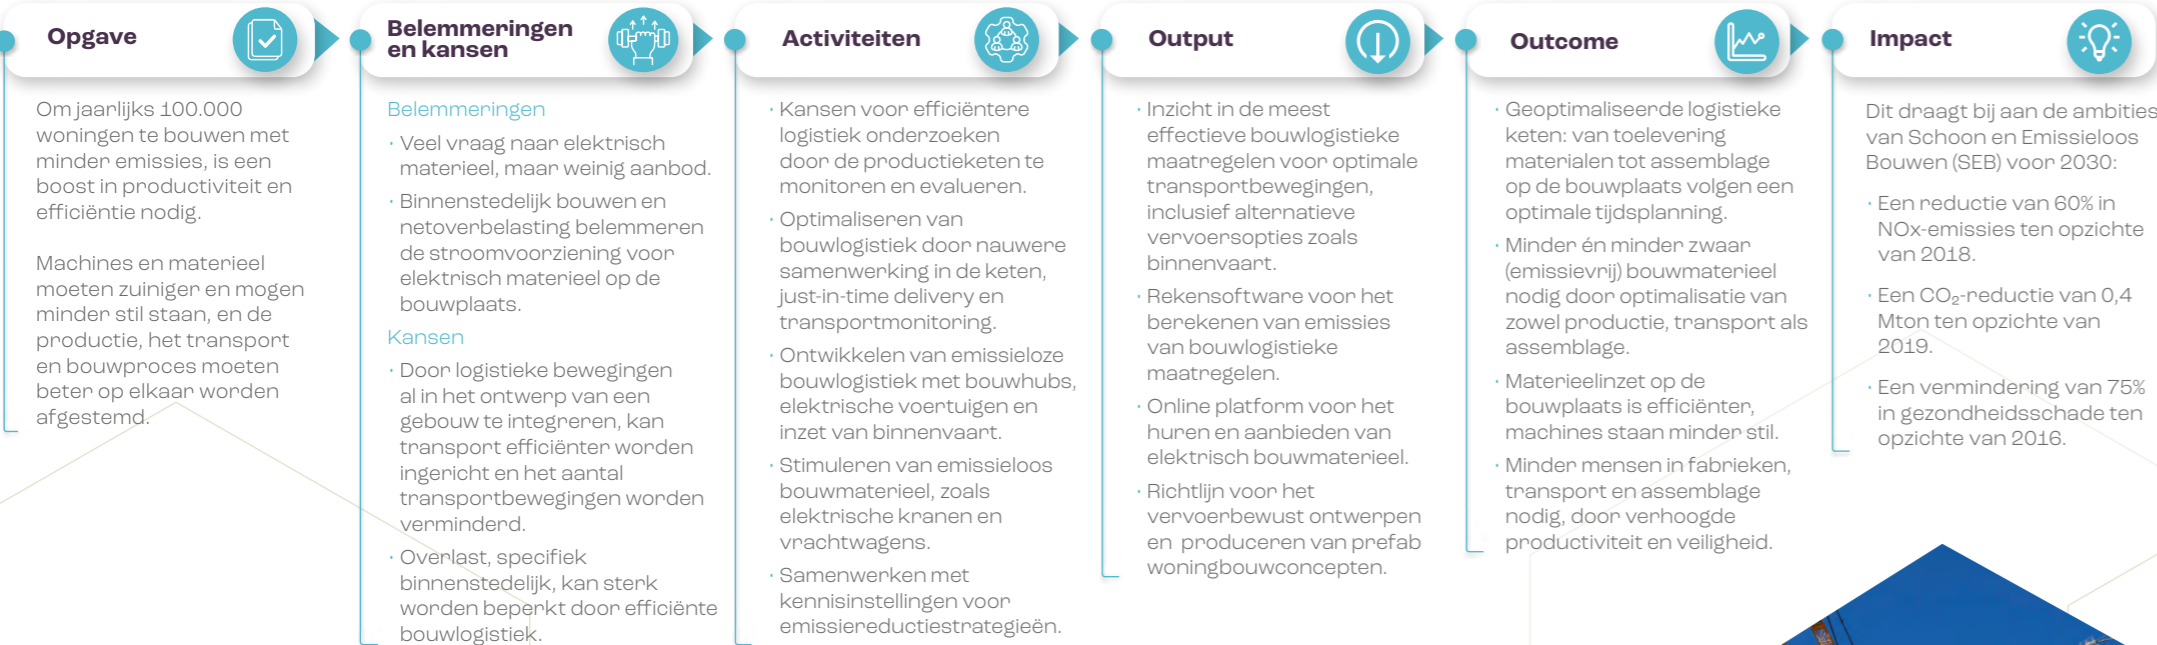 Opgave
Om jaarlijks 100.000
woningen te bouwen met
minder emissies, is een
boost in productiviteit en
efficiëntie nodig.
Machines en materieel
moeten zuiniger en mogen
minder stil staan, en de
productie, het transport
en bouwproces moeten
beter op elkaar worden
afgestemd.
Belemmeringen
en kansen
Belemmeringen
· Veel vraag naar elektrisch
materieel, maar weinig aanbod.
· Binnenstedelijk bouwen en
netoverbelasting belemmeren
de stroomvoorziening voor
elektrisch materieel op de
bouwplaats.
Kansen
· Door logistieke bewegingen
al in het ontwerp van een
gebouw te integreren, kan
transport efficiënter worden
ingericht en het aantal
transportbewegingen worden
verminderd.
· Overlast, specifiek
binnenstedelijk, kan sterk
worden beperkt door efficiënte
bouwlogistiek.
Activiteiten
· Kansen voor efficiëntere
logistiek onderzoeken
door de productieketen te
monitoren en evalueren.
· Optimaliseren van
bouwlogistiek door nauwere
samenwerking in de keten,
just-in-time delivery en
transportmonitoring.
· Ontwikkelen van emissieloze
bouwlogistiek met bouwhubs,
elektrische voertuigen en
inzet van binnenvaart.
· Stimuleren van emissieloos
bouwmaterieel, zoals
elektrische kranen en
vrachtwagens.
· Samenwerken met
kennisinstellingen voor
emissiereductiestrategieën.
Output
· Inzicht in de meest
effectieve bouwlogistieke
maatregelen voor optimale
transportbewegingen,
inclusief alternatieve
vervoersopties zoals
binnenvaart.
· Rekensoftware voor het
berekenen van emissies
van bouwlogistieke
maatregelen.
· Online platform voor het
huren en aanbieden van
elektrisch bouwmaterieel.
· Richtlijn voor het
vervoerbewust ontwerpen
en produceren van prefab
woningbouwconcepten.
Outcome
· Geoptimaliseerde logistieke
keten: van toelevering
materialen tot assemblage
op de bouwplaats volgen een
optimale tijdsplanning.
· Minder én minder zwaar
(emissievrij) bouwmaterieel
nodig door optimalisatie van
zowel productie, transport als
assemblage.
· Materieelinzet op de
bouwplaats is efficiënter,
machines staan minder stil.
· Minder mensen in fabrieken,
transport en assemblage
nodig, door verhoogde
productiviteit en veiligheid.
Impact
Dit draagt bij aan de ambities
van Schoon en Emissieloos
Bouwen (SEB) voor 2030:
· Een reductie van 60% in
NOx-emissies ten opzichte
van 2018.
· Een CO₂-reductie van 0,4
Mton ten opzichte van
2019.
· Een vermindering van 75%
in gezondheidsschade ten
opzichte van 2016.